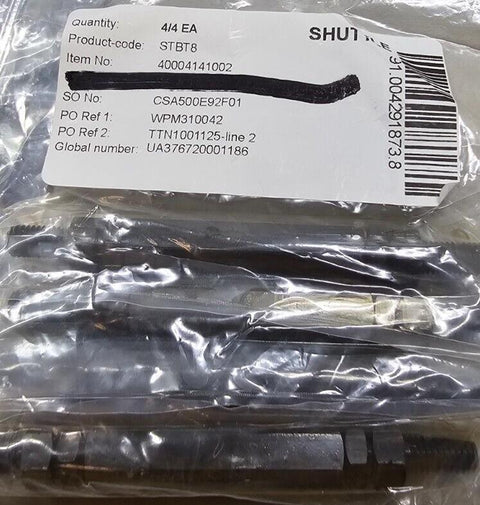 Quantity: 4/4 EA
Product-code: STBT8
Item No: 40004141002
SO No: CSA500E92F01
PO Ref 1: WPM310042
PO Ref 2: TTN1001125-line 2
Global number: UA376720001186
SHUT
91.004291873.8